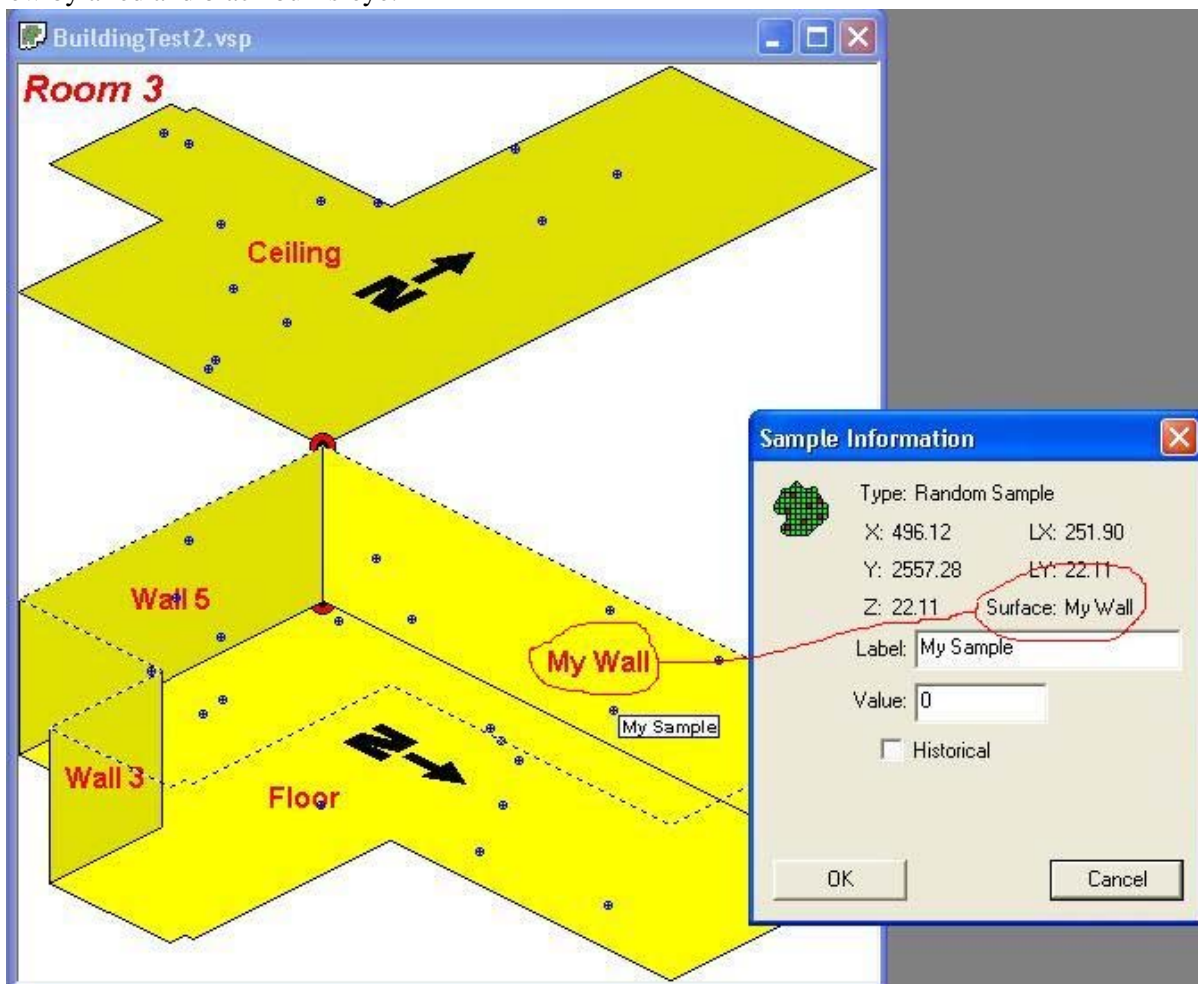 BuildingTest2.vsp
Room 3
Ceiling
N
Wall 5
My Wall
My Sample
N
Wall 3
Floor
Sample Information
Type: Random Sample
X: 496.12 LX: 251.90
Y: 2557.28 LY: 22.11
Z: 22.11 Surface: My Wall
Label: My Sample
Value: 0
Historical
OK Cancel